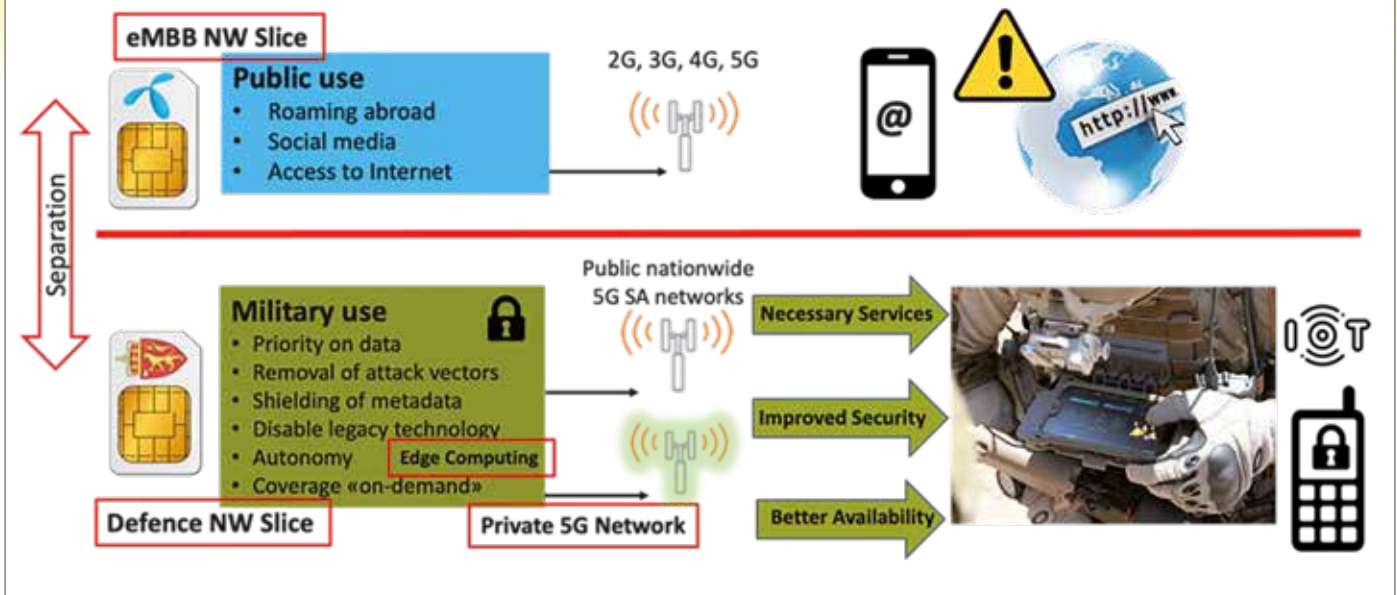 eMBB NW Slice
Public use
• Roaming abroad
• Social media
• Access to Internet
2G, 3G, 4G, 5G
@
http://www.
Separation
Military use
• Priority on data
• Removal of attack vectors
• Shielding of metadata
• Disable legacy technology
• Autonomy
Edge Computing
• Coverage «on-demand»
Defence NW Slice
Public nationwide
5G SA networks
Private 5G Network
Necessary Services
Improved Security
Better Availability
IOT